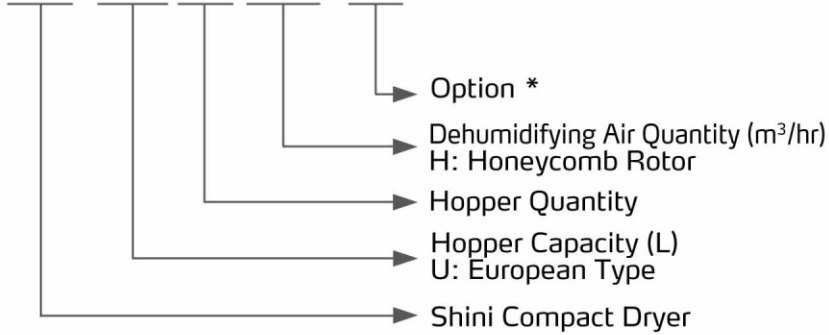 Option *
Dehumidifying Air Quantity (m³/hr)
H: Honeycomb Rotor
Hopper Quantity
Hopper Capacity (L)
U: European Type
Shini Compact Dryer